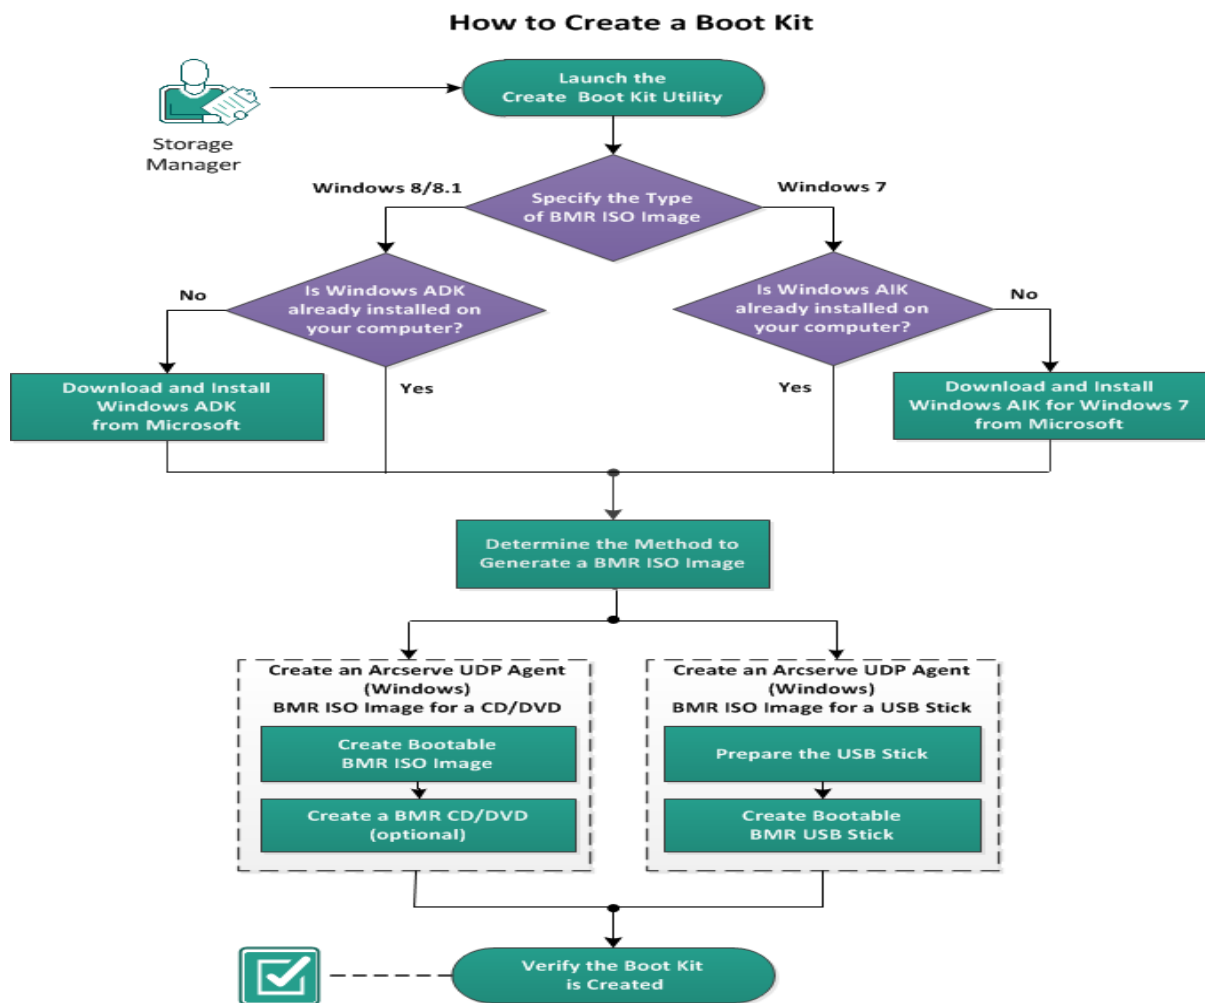 How to Create a Boot Kit
Launch the
Create Boot Kit Utility
Storage
Manager
Windows 8/8.1
Specify the Type
of BMR ISO Image
Windows 7
Is Windows ADK
already installed on
your computer?
Is Windows AIK
already installed on
your computer?
No
No
Download and Install
Windows ADK
from Microsoft
Yes
Yes
Download and Install
Windows AIK for Windows 7
from Microsoft
Determine the Method to
Generate a BMR ISO Image
Create an Arcserve UDP Agent
(Windows)
BMR ISO Image for a CD/DVD
Create Bootable
BMR ISO Image
Create a BMR CD/DVD
(optional)
Create an Arcserve UDP Agent
(Windows)
BMR ISO Image for a USB Stick
Prepare the USB Stick
Create Bootable
BMR USB Stick
Verify the Boot Kit
is Created